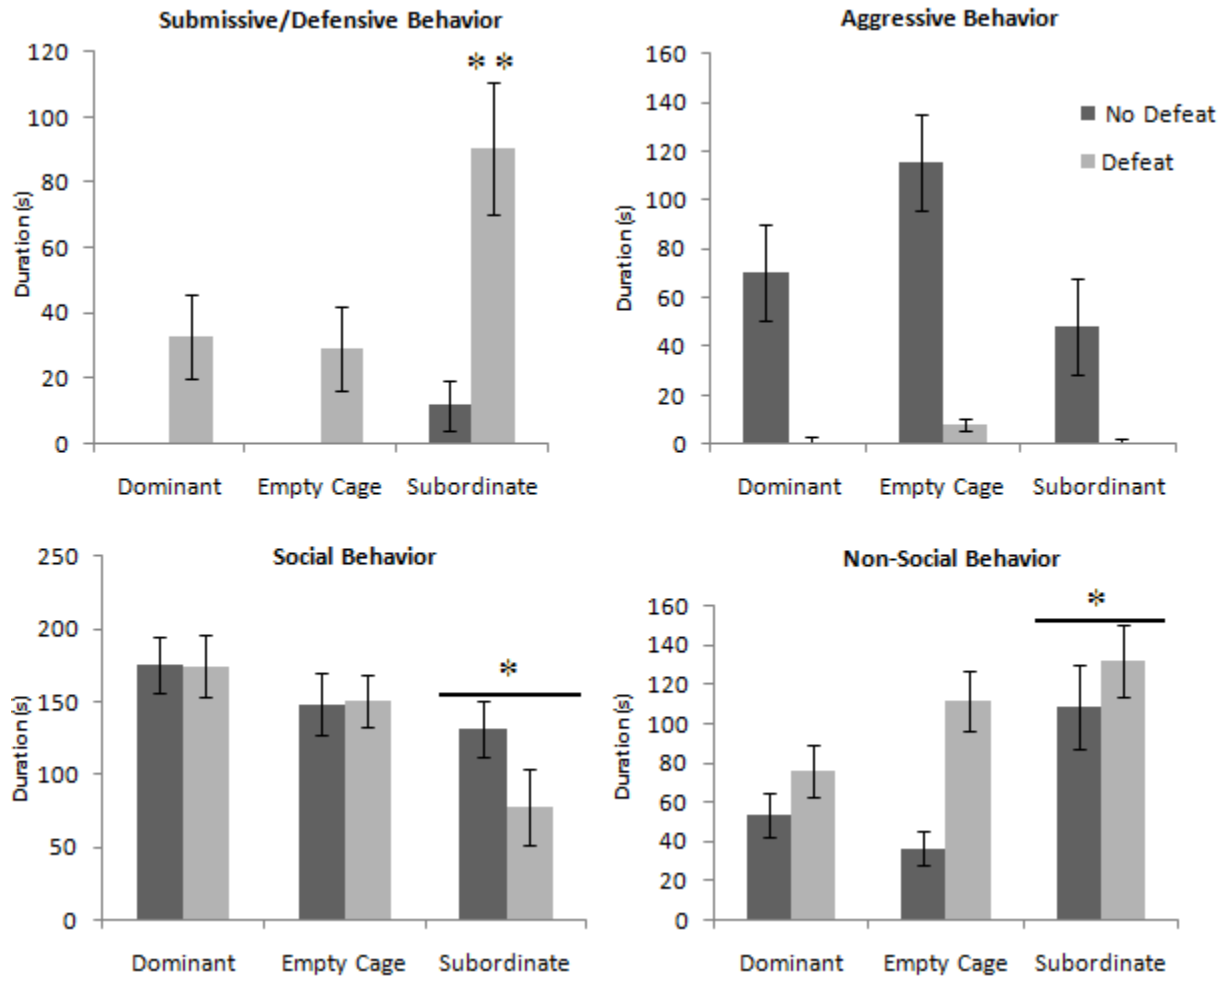 Submissive/Defensive Behavior
120
100
80
60
40
20
0
Duration(s)
* *
Dominant Empty Cage Subordinate
Aggressive Behavior
160
140
120
100
80
60
40
20
0
Duration(s)
No Defeat
Defeat
Dominant Empty Cage Subordinant
Social Behavior
250
200
150
100
50
0
Duration(s)
*
Dominant Empty Cage Subordinate
Non-Social Behavior
160
140
120
100
80
60
40
20
0
Duration(s)
*
Dominant Empty Cage Subordinate